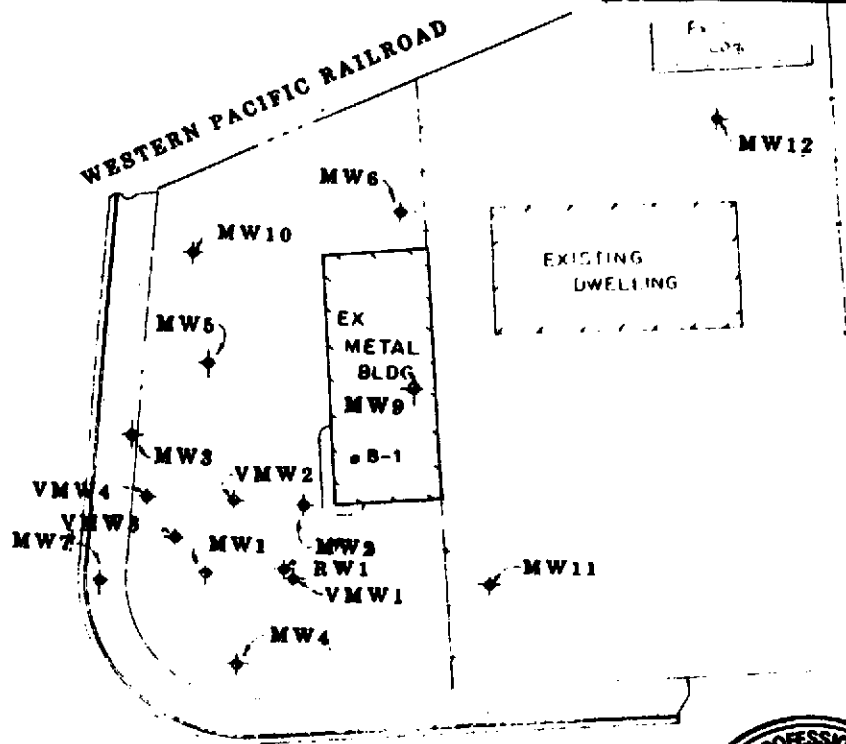 WESTERN PACIFIC RAILROAD
MW12
MW6
MW10
EXISTING
DWELLING
MW5
EX
METAL
BLDG
MW9
MW3
B-1
VMW4
VMW2
VMW3
MW7
MW1
MW2
RW1
MW11
VMW1
MW4